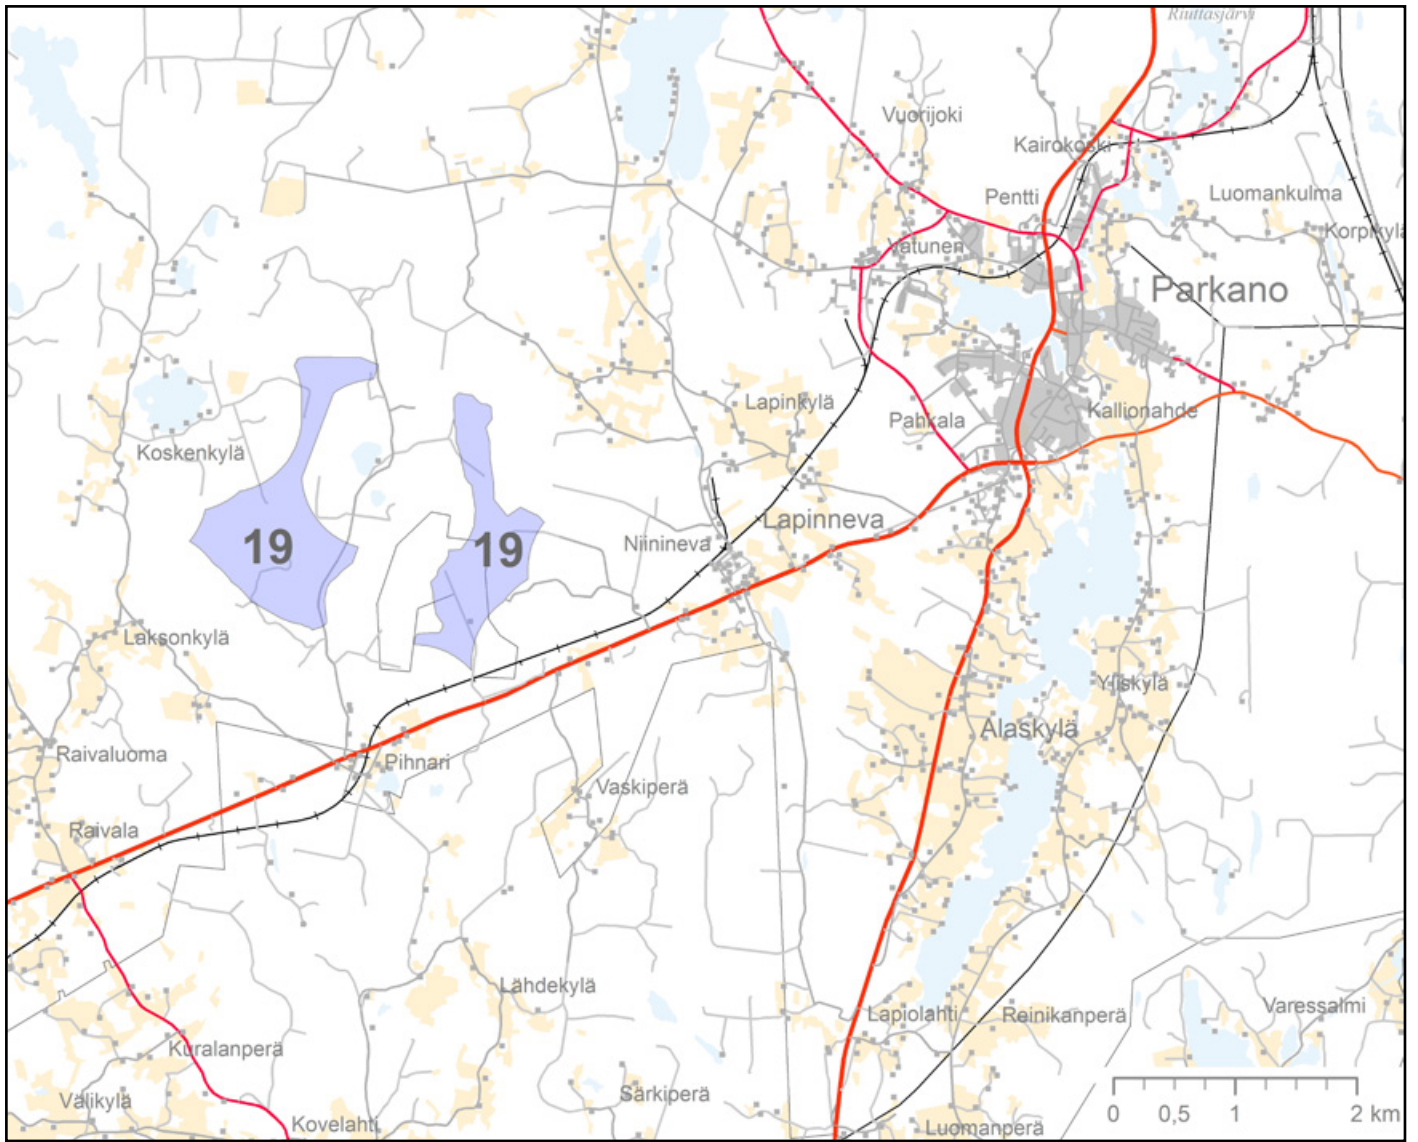 Riuttasjärvi
Vuorijoki
Kairokoski
Pentti
Luomankulma
Korpikylä
Yatunen
Parkano
Lapinkylä
Pahkala
Kallionahde
Koskenkylä
Lapinneva
Niinineva
19
19
Laksonkylä
Yliskylä
Alaskylä
Raivaluoma
Pihnari
Vaskiperä
Raivala
Lähdekylä
Lapiolahti
Reinikanperä
Varessalmi
Kuralanperä
Särkiperä
Välikylä
Kovelahti
Luomanperä
0 0,5 1 2 km